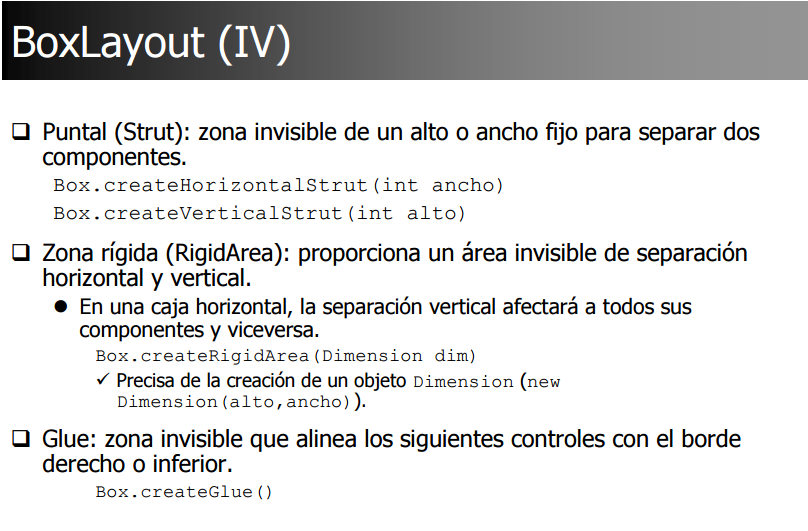 BoxLayout (IV)
Puntal (Strut): zona invisible de un alto o ancho fijo para separar dos
componentes.
Box.createHorizontalStrut(int ancho)
Box.createVerticalStrut(int alto)
Zona rígida (RigidArea): proporciona un área invisible de separación
horizontal y vertical.
En una caja horizontal, la separación vertical afectará a todos sus
componentes y viceversa.
Box.createRigidArea(Dimension dim)
Precisa de la creación de un objeto Dimension (new
Dimension(alto,ancho)).
Glue: zona invisible que alinea los siguientes controles con el borde
derecho o inferior.
Box.createGlue()